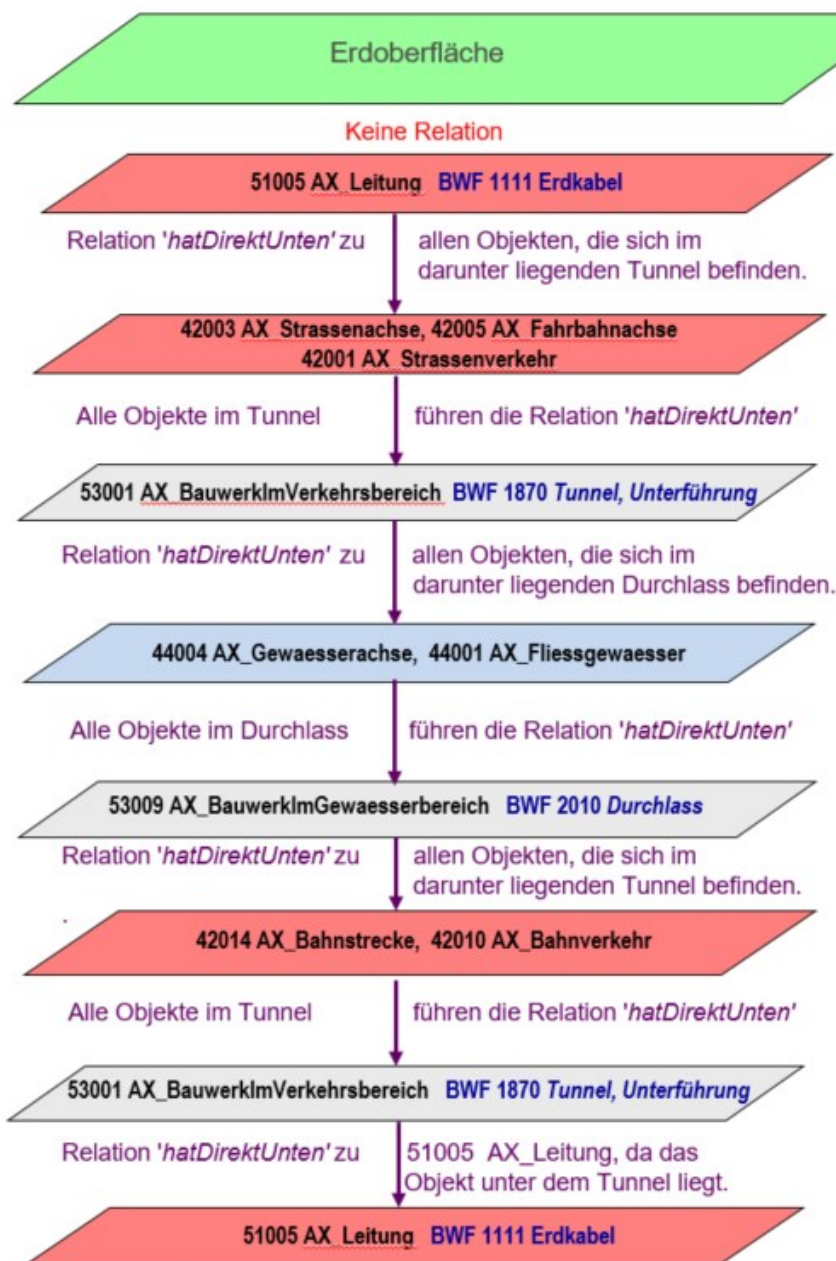 Erdoberfläche
Keine Relation
51005 AX_Leitung BWF 1111 Erdkabel
Relation 'hatDirektUnten' zu allen Objekten, die sich im
darunter liegenden Tunnel befinden.
42003 AX_Strassenachse, 42005 AX_Fahrbahnachse
42001 AX_Strassenverkehr
Alle Objekte im Tunnel führen die Relation 'hatDirektUnten'
53001 AX_BauwerkImVerkehrsbereich BWF 1870 Tunnel, Unterführung
Relation 'hatDirektUnten' zu allen Objekten, die sich im
darunter liegenden Durchlass befinden.
44004 AX_Gewaesserachse, 44001 AX_Fliessgewaesser
Alle Objekte im Durchlass führen die Relation 'hatDirektUnten'
53009 AX_BauwerkImGewaesserbereich BWF 2010 Durchlass
Relation 'hatDirektUnten' zu allen Objekten, die sich im
darunter liegenden Tunnel befinden.
.
42014 AX_Bahnstrecke, 42010 AX_Bahnverkehr
Alle Objekte im Tunnel führen die Relation 'hatDirektUnten'
53001 AX_BauwerkImVerkehrsbereich BWF 1870 Tunnel, Unterführung
Relation 'hatDirektUnten' zu 51005 AX_Leitung, da das
Objekt unter dem Tunnel liegt.
51005 AX_Leitung BWF 1111 Erdkabel